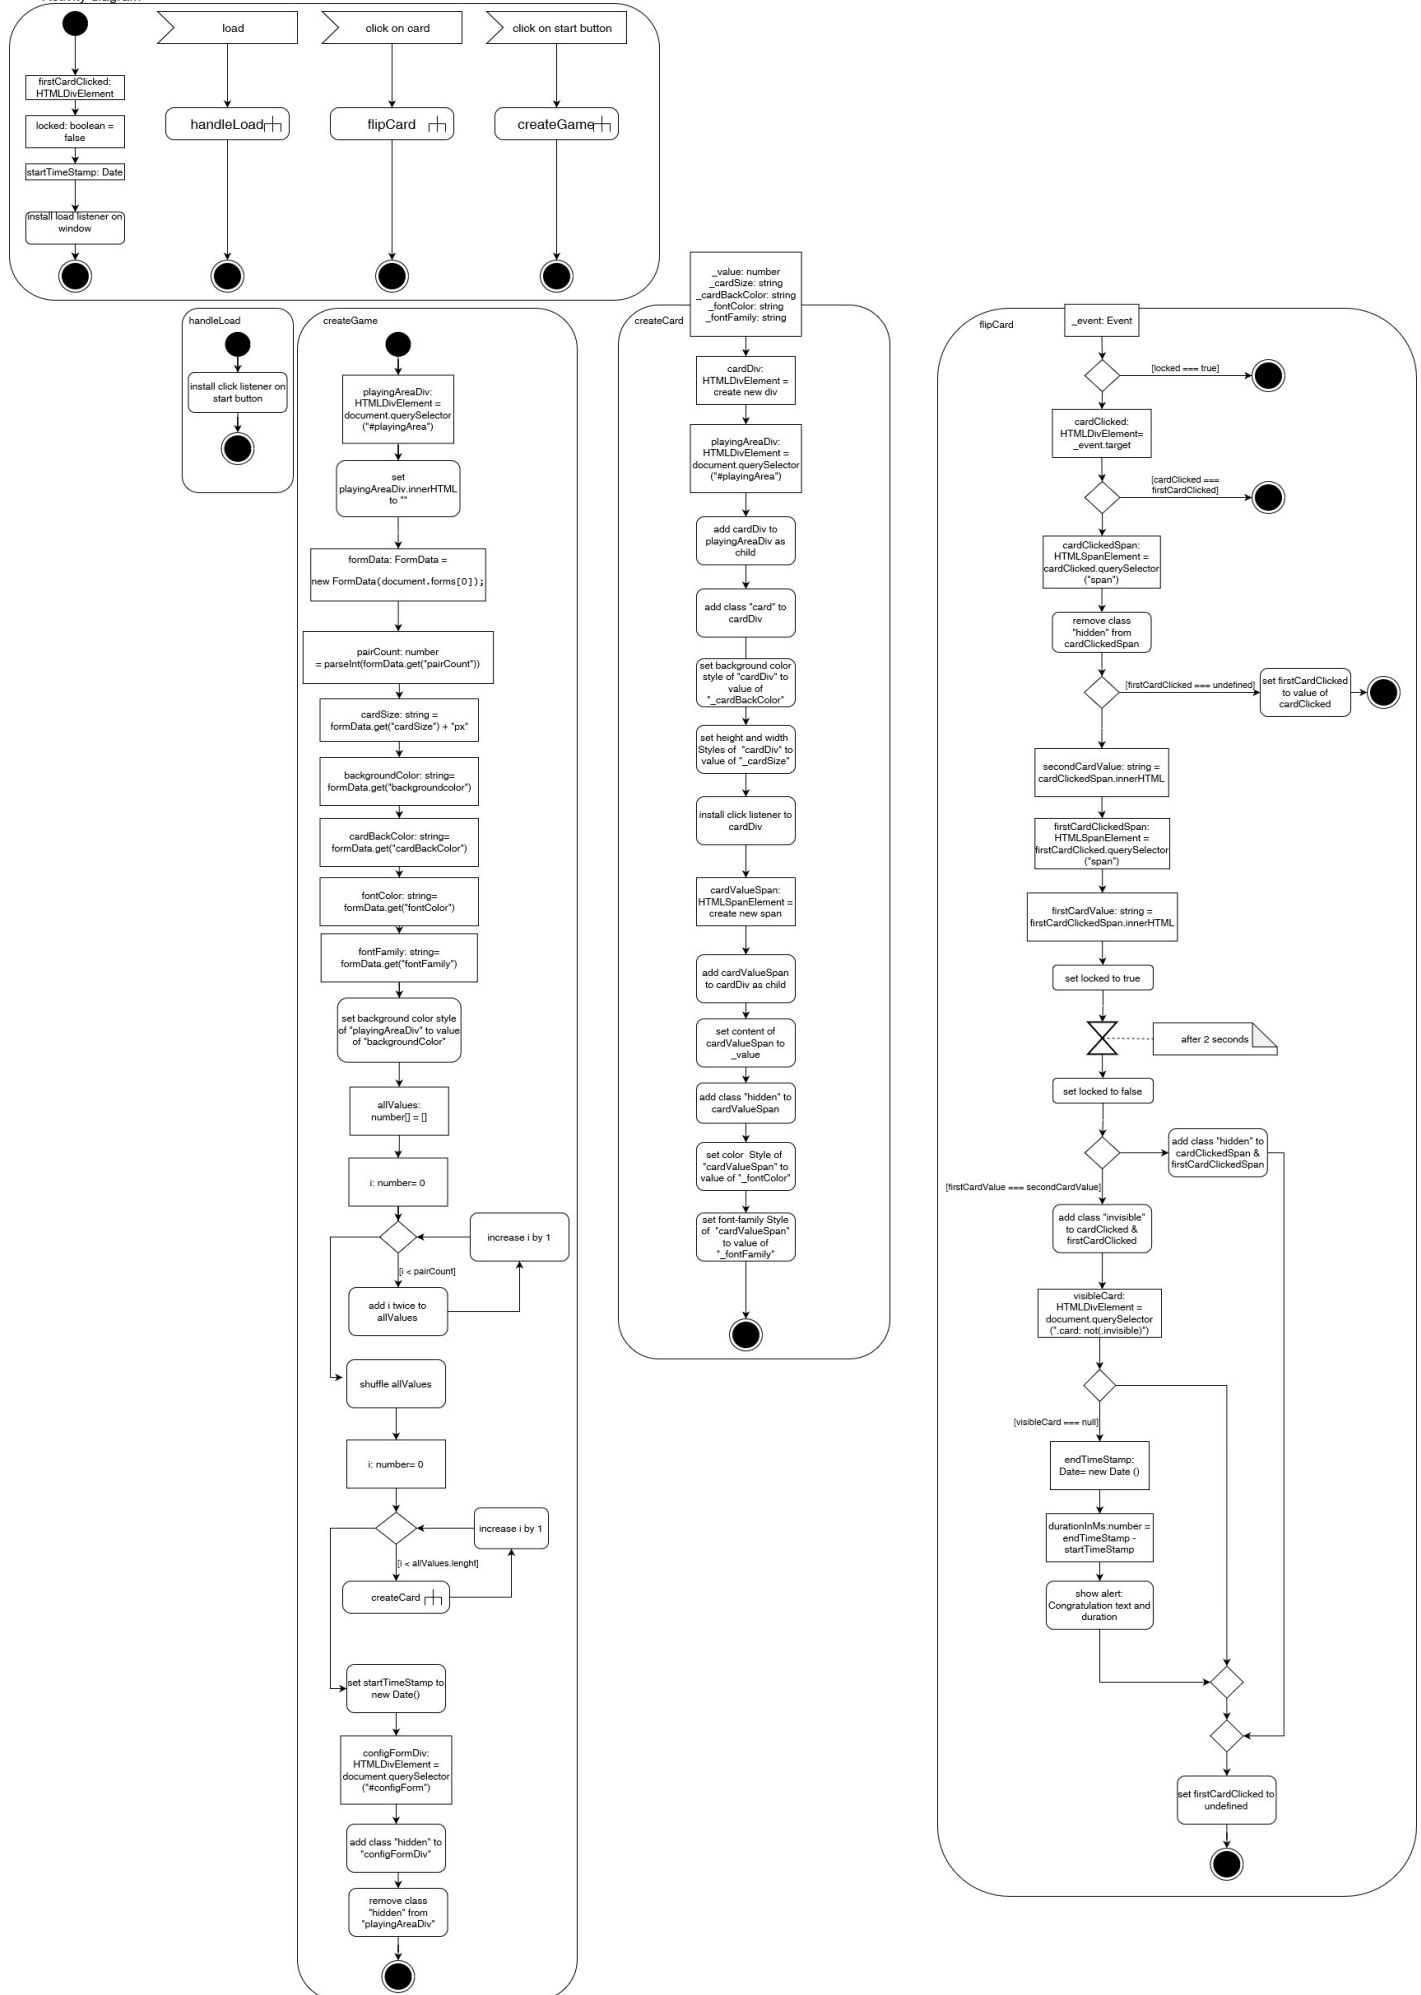 Activity diagram
load
click on card
click on start button
firstCardClicked:
HTMLDivElement
locked: boolean =
false
startTimeStamp: Date
install load listener on
window
handleLoad
flipCard
createGame
handleLoad
install click listener on
start button
createGame
playingAreaDiv:
HTMLDivElement =
document.querySelector
("#playingArea")
set
playingAreaDiv.innerHTML
to ""
formData: FormData =
new FormData(document.forms[0]);
pairCount: number
= parseInt(formData.get("pairCount"))
cardSize: string =
formData.get("cardSize") + "px"
backgroundColor: string=
formData.get("backgroundcolor")
cardBackColor: string=
formData.get("cardBackColor")
fontColor: string=
formData.get("fontColor")
fontFamily: string=
formData.get("fontFamily")
set background color style
of "playingAreaDiv" to value
of "backgroundColor"
allValues:
number[] = []
i: number= 0
increase i by 1
[i < pairCount]
add i twice to
allValues
shuffle allValues
i: number= 0
increase i by 1
[i < allValues.lenght]
createCard
set startTimeStamp to
new Date()
configFormDiv:
HTMLDivElement =
document.querySelector
("#configForm")
add class "hidden" to
"configFormDiv"
remove class
"hidden" from
"playingAreaDiv"
createCard
_value: number
_cardSize: string
_cardBackColor: string
_fontColor: string
_fontFamily: string
cardDiv:
HTMLDivElement =
create new div
playingAreaDiv:
HTMLDivElement =
document.querySelector
("#playingArea")
add cardDiv to
playingAreaDiv as
child
add class "card" to
cardDiv
set background color
style of "cardDiv" to
value of
"_cardBackColor"
set height and width
Styles of "cardDiv" to
value of "_cardSize"
install click listener to
cardDiv
cardValueSpan:
HTMLSpanElement =
create new span
add cardValueSpan
to cardDiv as child
set content of
cardValueSpan to
_value
add class "hidden" to
cardValueSpan
set color Style of
"cardValueSpan" to
value of "_fontColor"
set font-family Style
of "cardValueSpan"
to value of
"_fontFamily"
flipCard
_event: Event
[locked === true]
cardClicked:
HTMLDivElement=
_event.target
[cardClicked ===
firstCardClicked]
cardClickedSpan:
HTMLSpanElement =
cardClicked.querySelector
("span")
remove class
"hidden" from
cardClickedSpan
[firstCardClicked === undefined]
set firstCardClicked
to value of
cardClicked
secondCardValue: string =
cardClickedSpan.innerHTML
firstCardClickedSpan:
HTMLSpanElement =
firstCardClicked.querySelector
("span")
firstCardValue: string =
firstCardClickedSpan.innerHTML
set locked to true
after 2 seconds
set locked to false
add class "hidden" to
cardClickedSpan &
firstCardClickedSpan
[firstCardValue === secondCardValue]
add class "invisible"
to cardClicked &
firstCardClicked
visibleCard:
HTMLDivElement =
document.querySelector
(".card: not(.invisible)")
[visibleCard === null]
endTimeStamp:
Date= new Date ()
durationInMs:number =
endTimeStamp -
startTimeStamp
show alert:
Congratulation text and
duration
set firstCardClicked to
undefined